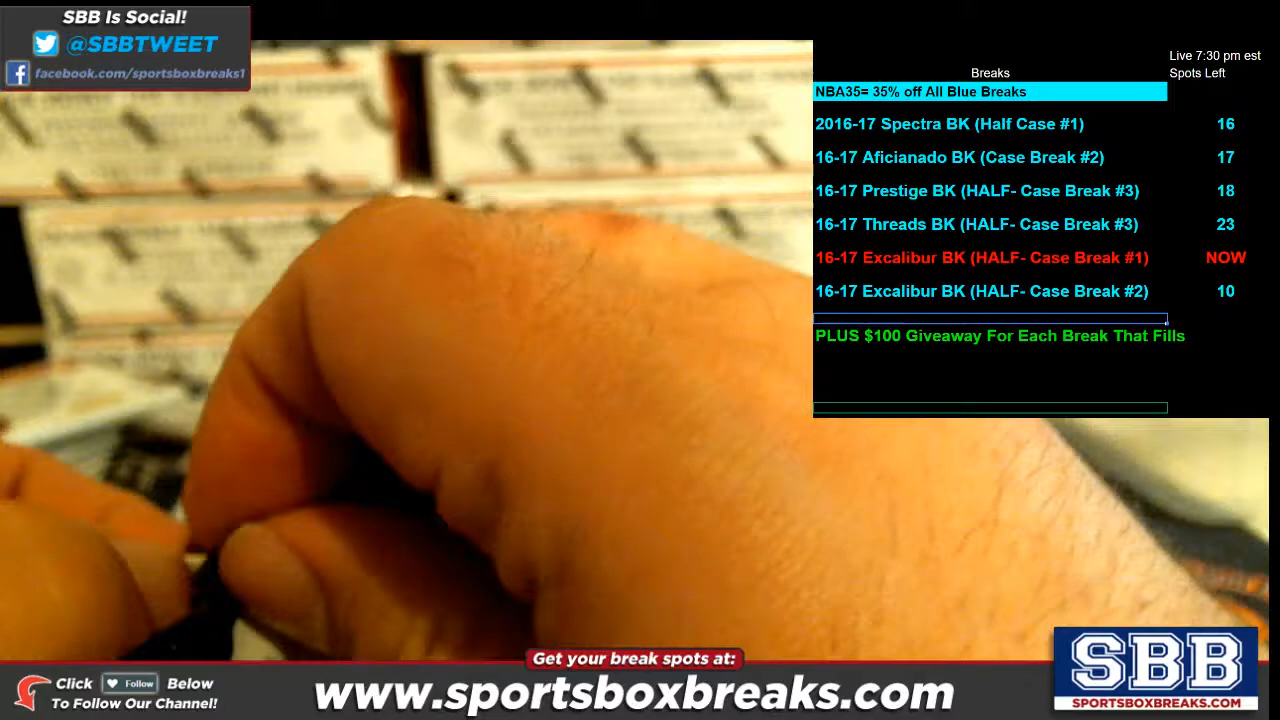 SBB Is Social!
@SBBTWEET
facebook.com/sportsboxbreaks1
Live 7:30 pm est
Breaks Spots Left
NBA35= 35% off All Blue Breaks
2016-17 Spectra BK (Half Case #1) 16
16-17 Aficianado BK (Case Break #2) 17
16-17 Prestige BK (HALF- Case Break #3) 18
16-17 Threads BK (HALF- Case Break #3) 23
16-17 Excalibur BK (HALF- Case Break #1) NOW
16-17 Excalibur BK (HALF- Case Break #2) 10
PLUS $100 Giveaway For Each Break That Fills
Get your break spots at:
Click Follow Below
To Follow Our Channel!
www.sportsboxbreaks.com
SBB
SPORTSBOXBREAKS.COM